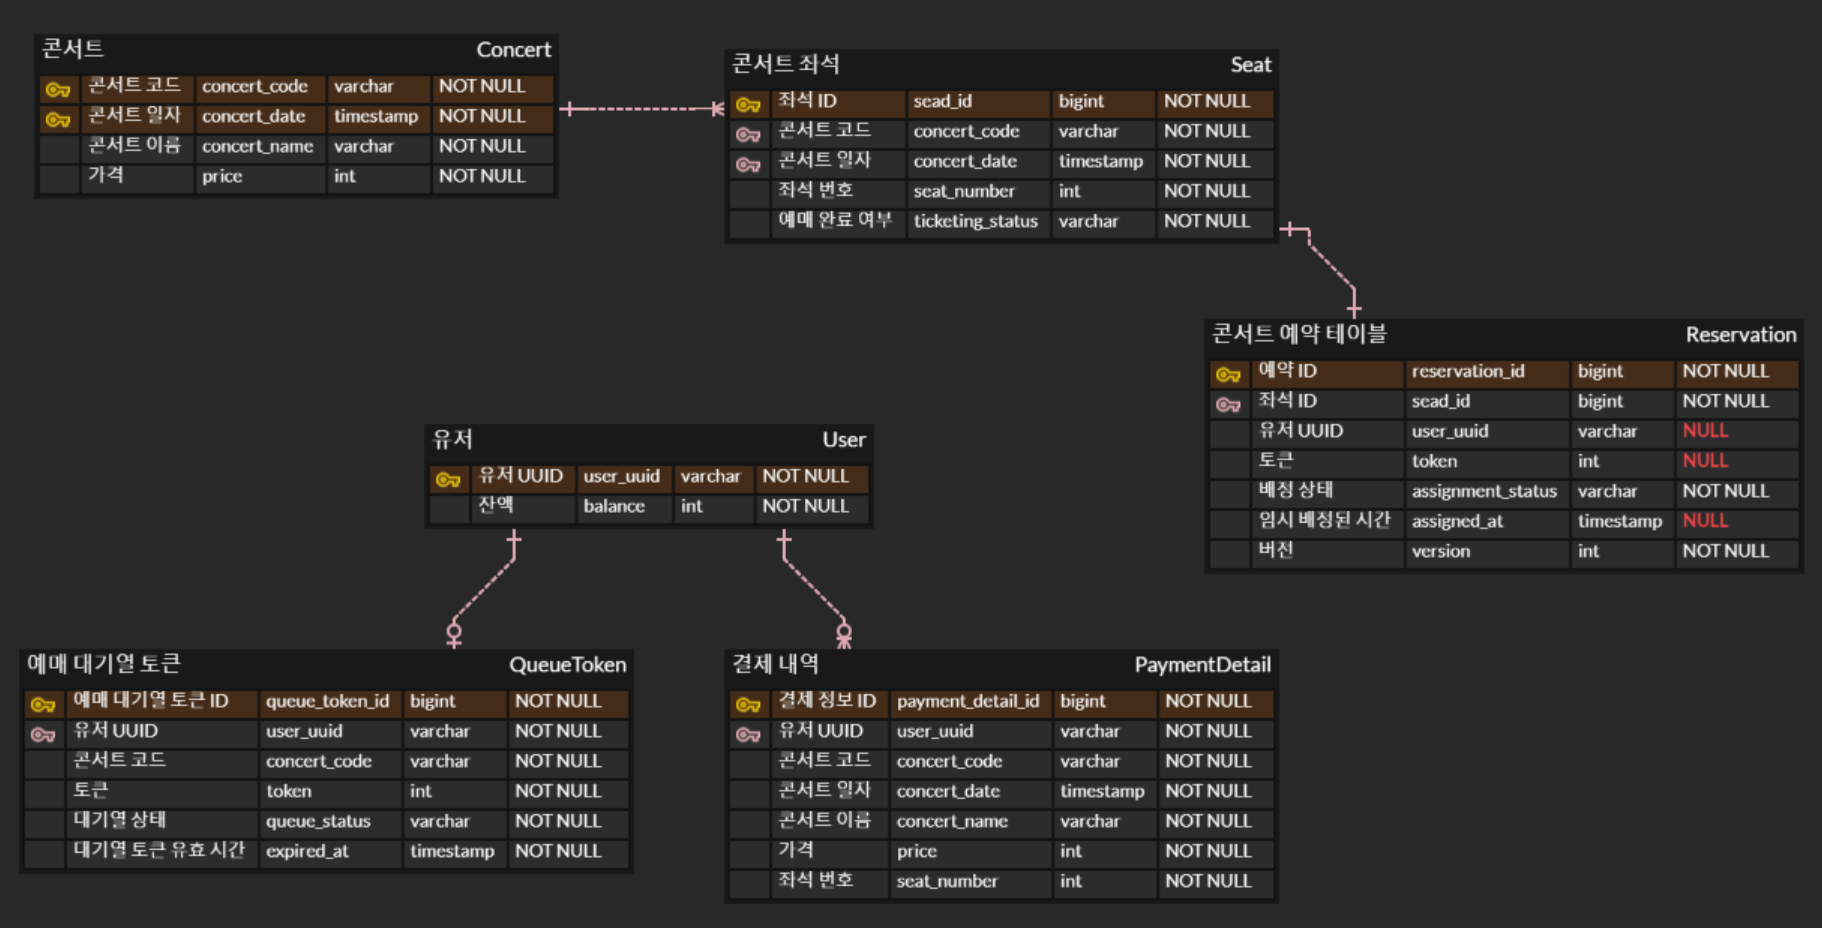 콘서트 Concert
콘서트 코드 concert_code varchar NOT NULL
콘서트 일자 concert_date timestamp NOT NULL
콘서트 이름 concert_name varchar NOT NULL
가격 price int NOT NULL
콘서트 좌석 Seat
좌석 ID sead_id bigint NOT NULL
콘서트 코드 concert_code varchar NOT NULL
콘서트 일자 concert_date timestamp NOT NULL
좌석 번호 seat_number int NOT NULL
예매 완료 여부 ticketing_status varchar NOT NULL
콘서트 예약 테이블 Reservation
예약 ID reservation_id bigint NOT NULL
좌석 ID sead_id bigint NOT NULL
유저 UUID user_uuid varchar NULL
토큰 token int NULL
배정 상태 assignment_status varchar NOT NULL
임시 배정된 시간 assigned_at timestamp NULL
버전 version int NOT NULL
유저 User
유저 UUID user_uuid varchar NOT NULL
잔액 balance int NOT NULL
예매 대기열 토큰 QueueToken
예매 대기열 토큰 ID queue_token_id bigint NOT NULL
유저 UUID user_uuid varchar NOT NULL
콘서트 코드 concert_code varchar NOT NULL
토큰 token int NOT NULL
대기열 상태 queue_status varchar NOT NULL
대기열 토큰 유효 시간 expired_at timestamp NOT NULL
결제 내역 PaymentDetail
결제 정보 ID payment_detail_id bigint NOT NULL
유저 UUID user_uuid varchar NOT NULL
콘서트 코드 concert_code varchar NOT NULL
콘서트 일자 concert_date timestamp NOT NULL
콘서트 이름 concert_name varchar NOT NULL
가격 price int NOT NULL
좌석 번호 seat_number int NOT NULL